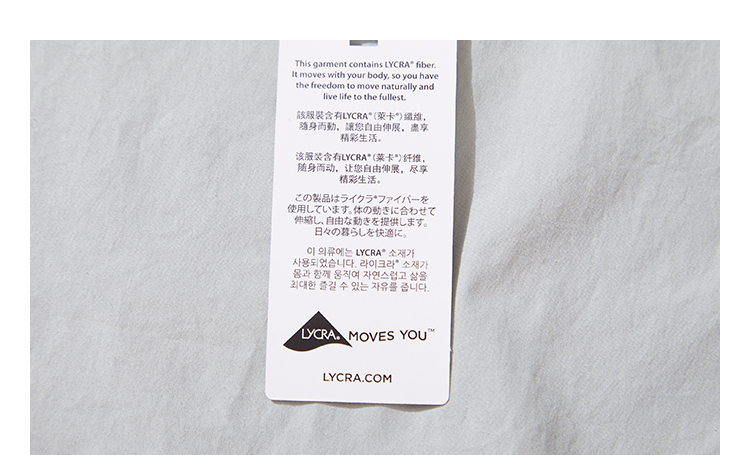 This garment contains LYCRA® fiber.
It moves with your body, so you have
the freedom to move naturally and
live life to the fullest.
該服裝含有LYCRA®（萊卡®）纖維，
隨身而動，讓您自由伸展，盡享
精彩生活。
该服装含有LYCRA®（莱卡®）纤维，
随身而动，让您自由伸展，尽享
精彩生活。
この製品はライクラ®ファイバーを
使用しています。体の動きに合わせて
伸縮し、自由な動きを提供します。
日々の暮らしを快適に。
이 의류에는 LYCRA® 소재가
사용되었습니다. 라이크라® 소재가
몸과 함께 움직여 자연스럽고 삶을
최대한 즐길 수 있는 자유를 줍니다.
LYCRA® MOVES YOU™
LYCRA.COM